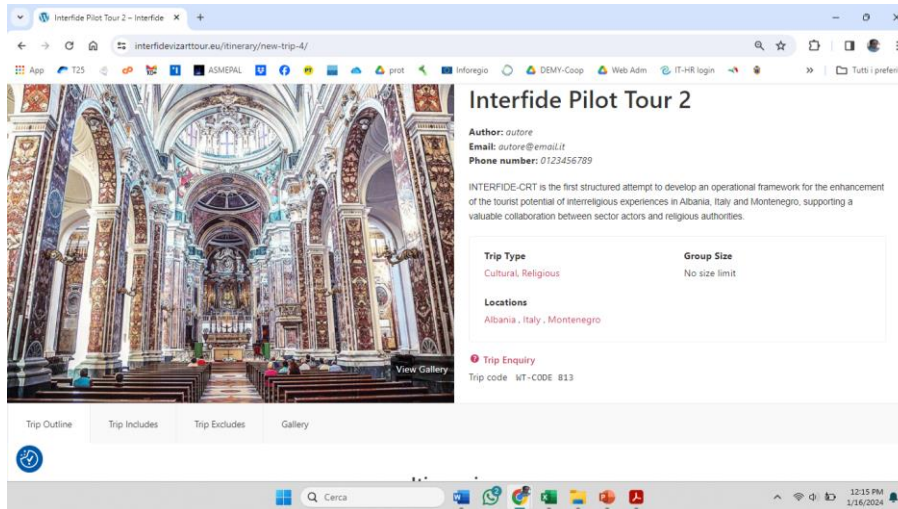 Interfide Pilot Tour 2 – Interfide
interfidevizarttour.eu/itinerary/new-trip-4/
App
T25
ASMEPAL
prot
Inforegio
DEMY-Coop
Web Adm
IT-HR login
Tutti i preferi
Interfide Pilot Tour 2
Author: autore
Email: autore@email.it
Phone number: 0123456789
INTERFIDE-CRT is the first structured attempt to develop an operational framework for the enhancement
of the tourist potential of interreligious experiences in Albania, Italy and Montenegro, supporting a
valuable collaboration between sector actors and religious authorities.
Trip Type
Cultural, Religious
Group Size
No size limit
Locations
Albania , Italy , Montenegro
View Gallery
Trip Enquiry
Trip code WT-CODE 813
Trip Outline
Trip Includes
Trip Excludes
Gallery
Cerca
12:15 PM
1/16/2024